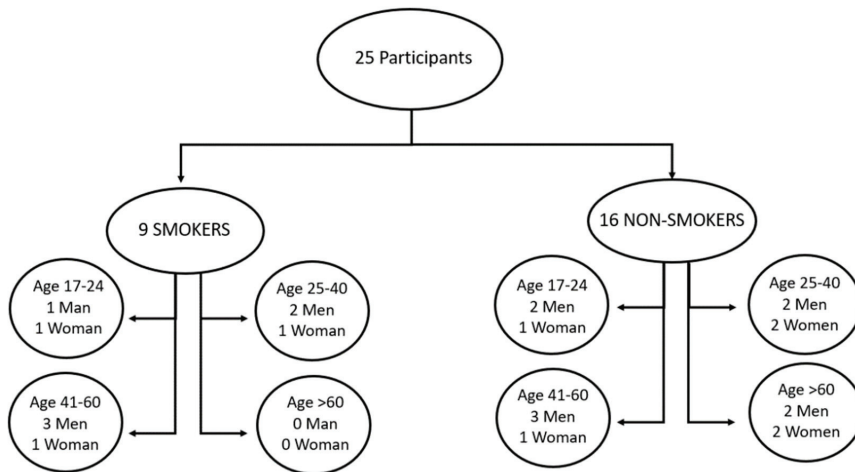 25 Participants
9 SMOKERS
16 NON-SMOKERS
Age 17-24
1 Man
1 Woman
Age 25-40
2 Men
1 Woman
Age 41-60
3 Men
1 Woman
Age >60
0 Man
0 Woman
Age 17-24
2 Men
1 Woman
Age 25-40
2 Men
2 Women
Age 41-60
3 Men
1 Woman
Age >60
2 Men
2 Women